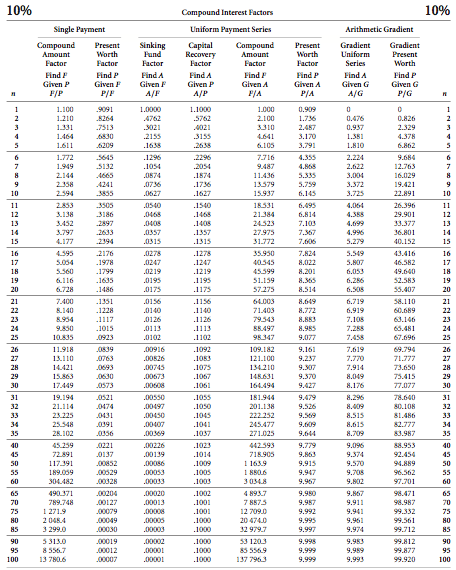 10% Compound Interest Factors 10%
Single Payment Uniform Payment Series Arithmetic Gradient
Compound Present Sinking Capital Compound Present Gradient Gradient
Amount Worth Fund Recovery Amount Worth Uniform Present
Factor Factor Factor Factor Factor Factor Series Worth
Find F Find P Find A Find A Find F Find P Find A Find P
Given P Given F Given F Given P Given A Given A Given G Given G
n F/P P/F A/F A/P F/A P/A A/G P/G n
1 1.100 .9091 1.0000 1.1000 1.000 0.909 0 0 1
2 1.210 .8264 .4762 .5762 2.100 1.736 0.476 0.826 2
3 1.331 .7513 .3021 .4021 3.310 2.487 0.937 2.329 3
4 1.464 .6830 .2155 .3155 4.641 3.170 1.381 4.378 4
5 1.611 .6209 .1638 .2638 6.105 3.791 1.810 6.862 5
6 1.772 .5645 .1296 .2296 7.716 4.355 2.224 9.684 6
7 1.949 .5132 .1054 .2054 9.487 4.868 2.622 12.763 7
8 2.144 .4665 .0874 .1874 11.436 5.335 3.004 16.029 8
9 2.358 .4241 .0736 .1736 13.579 5.759 3.372 19.421 9
10 2.594 .3855 .0627 .1627 15.937 6.145 3.725 22.891 10
11 2.853 .3505 .0540 .1540 18.531 6.495 4.064 26.396 11
12 3.138 .3186 .0468 .1468 21.384 6.814 4.388 29.901 12
13 3.452 .2897 .0408 .1408 24.523 7.103 4.699 33.377 13
14 3.797 .2633 .0357 .1357 27.975 7.367 4.996 36.801 14
15 4.177 .2394 .0315 .1315 31.772 7.606 5.279 40.152 15
16 4.595 .2176 .0278 .1278 35.950 7.824 5.549 43.416 16
17 5.054 .1978 .0247 .1247 40.545 8.022 5.807 46.582 17
18 5.560 .1799 .0219 .1219 45.599 8.201 6.053 49.640 18
19 6.116 .1635 .0195 .1195 51.159 8.365 6.286 52.583 19
20 6.728 .1486 .0175 .1175 57.275 8.514 6.508 55.407 20
21 7.400 .1351 .0156 .1156 64.003 8.649 6.719 58.110 21
22 8.140 .1228 .0140 .1140 71.403 8.772 6.919 60.689 22
23 8.954 .1117 .0126 .1126 79.543 8.883 7.108 63.146 23
24 9.850 .1015 .0113 .1113 88.497 8.985 7.288 65.481 24
25 10.835 .0923 .0102 .1102 98.347 9.077 7.458 67.696 25
26 11.918 .0839 .00916 .1092 109.182 9.161 7.619 69.794 26
27 13.110 .0763 .00826 .1083 121.100 9.237 7.770 71.777 27
28 14.421 .0693 .00745 .1075 134.210 9.307 7.914 73.650 28
29 15.863 .0630 .00673 .1067 148.631 9.370 8.049 75.415 29
30 17.449 .0573 .00608 .1061 164.494 9.427 8.176 77.077 30
31 19.194 .0521 .00550 .1055 181.944 9.479 8.296 78.640 31
32 21.114 .0474 .00497 .1050 201.138 9.526 8.409 80.108 32
33 23.225 .0431 .00450 .1045 222.252 9.569 8.515 81.486 33
34 25.548 .0391 .00407 .1041 245.477 9.609 8.615 82.777 34
35 28.102 .0356 .00369 .1037 271.025 9.644 8.709 83.987 35
40 45.259 .0221 .00226 .1023 442.593 9.779 9.096 88.953 40
45 72.891 .0137 .00139 .1014 718.905 9.863 9.374 92.454 45
50 117.391 .00852 .00086 .1009 1 163.9 9.915 9.570 94.889 50
55 189.059 .00529 .00053 .1005 1 880.6 9.947 9.708 96.562 55
60 304.482 .00328 .00033 .1003 3 034.8 9.967 9.802 97.701 60
65 490.371 .00204 .00020 .1002 4 893.7 9.980 9.867 98.471 65
70 789.748 .00127 .00013 .1001 7 887.5 9.987 9.911 98.987 70
75 1 271.9 .00079 .00008 .1001 12 709.0 9.992 9.941 99.332 75
80 2 048.4 .00049 .00005 .1000 20 474.0 9.995 9.961 99.561 80
85 3 299.0 .00030 .00003 .1000 32 979.7 9.997 9.974 99.712 85
90 5 313.0 .00019 .00002 .1000 53 120.3 9.998 9.983 99.812 90
95 8 556.7 .00012 .00001 .1000 85 556.9 9.999 9.989 99.877 95
100 13 780.6 .00007 .00001 .1000 137 796.3 9.999 9.993 99.920 100